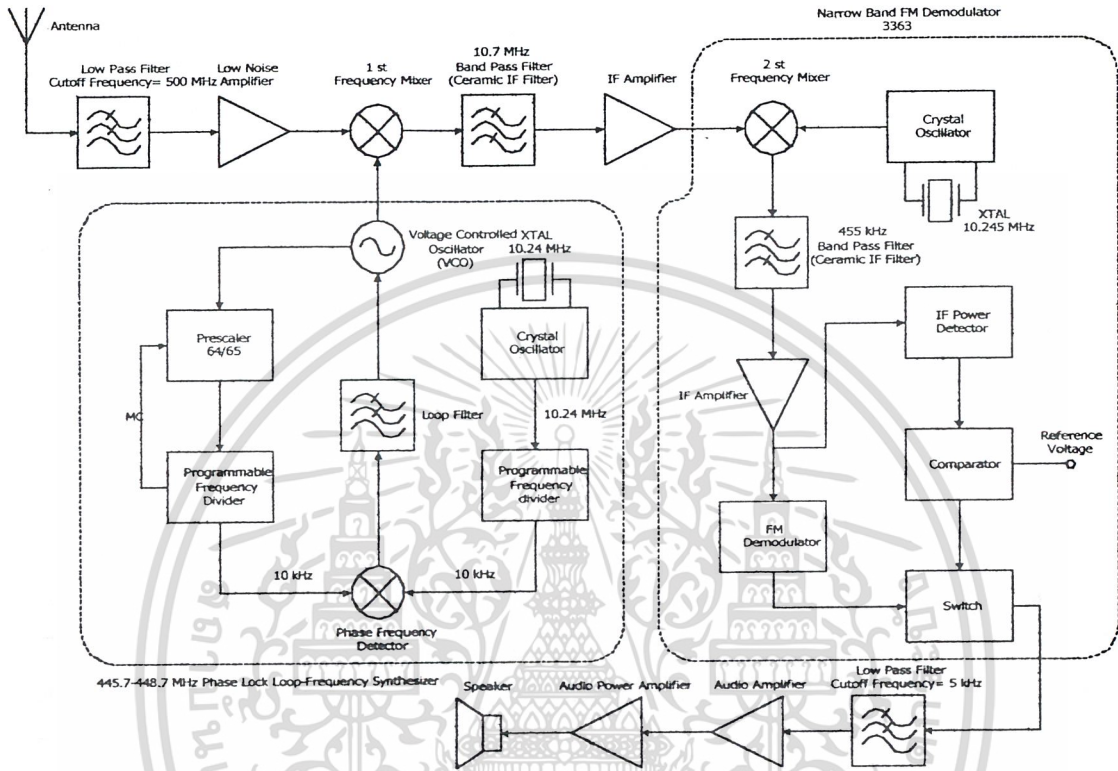 Antenna
Low Pass Filter
Cutoff Frequency= 500 MHz
Low Noise
Amplifier
1 st
Frequency Mixer
10.7 MHz
Band Pass Filter
(Ceramic IF Filter)
IF Amplifier
2 st
Frequency Mixer
Narrow Band FM Demodulator
3363
Crystal
Oscillator
XTAL
10.245 MHz
455 kHz
Band Pass Filter
(Ceramic IF Filter)
Voltage Controlled
Oscillator
(VCO)
XTAL
10.24 MHz
Prescaler
64/65
Crystal
Oscillator
Loop Filter
10.24 MHz
MC
Programmable
Frequency
Divider
Programmable
Frequency
divider
10 kHz
10 kHz
Phase Frequency
Detector
445.7-448.7 MHz Phase Lock Loop-Frequency Synthesizer
IF Power
Detector
IF Amplifier
Comparator
Reference
Voltage
FM
Demodulator
Switch
Speaker
Audio Power Amplifier
Audio Amplifier
Low Pass Filter
Cutoff Frequency= 5 kHz